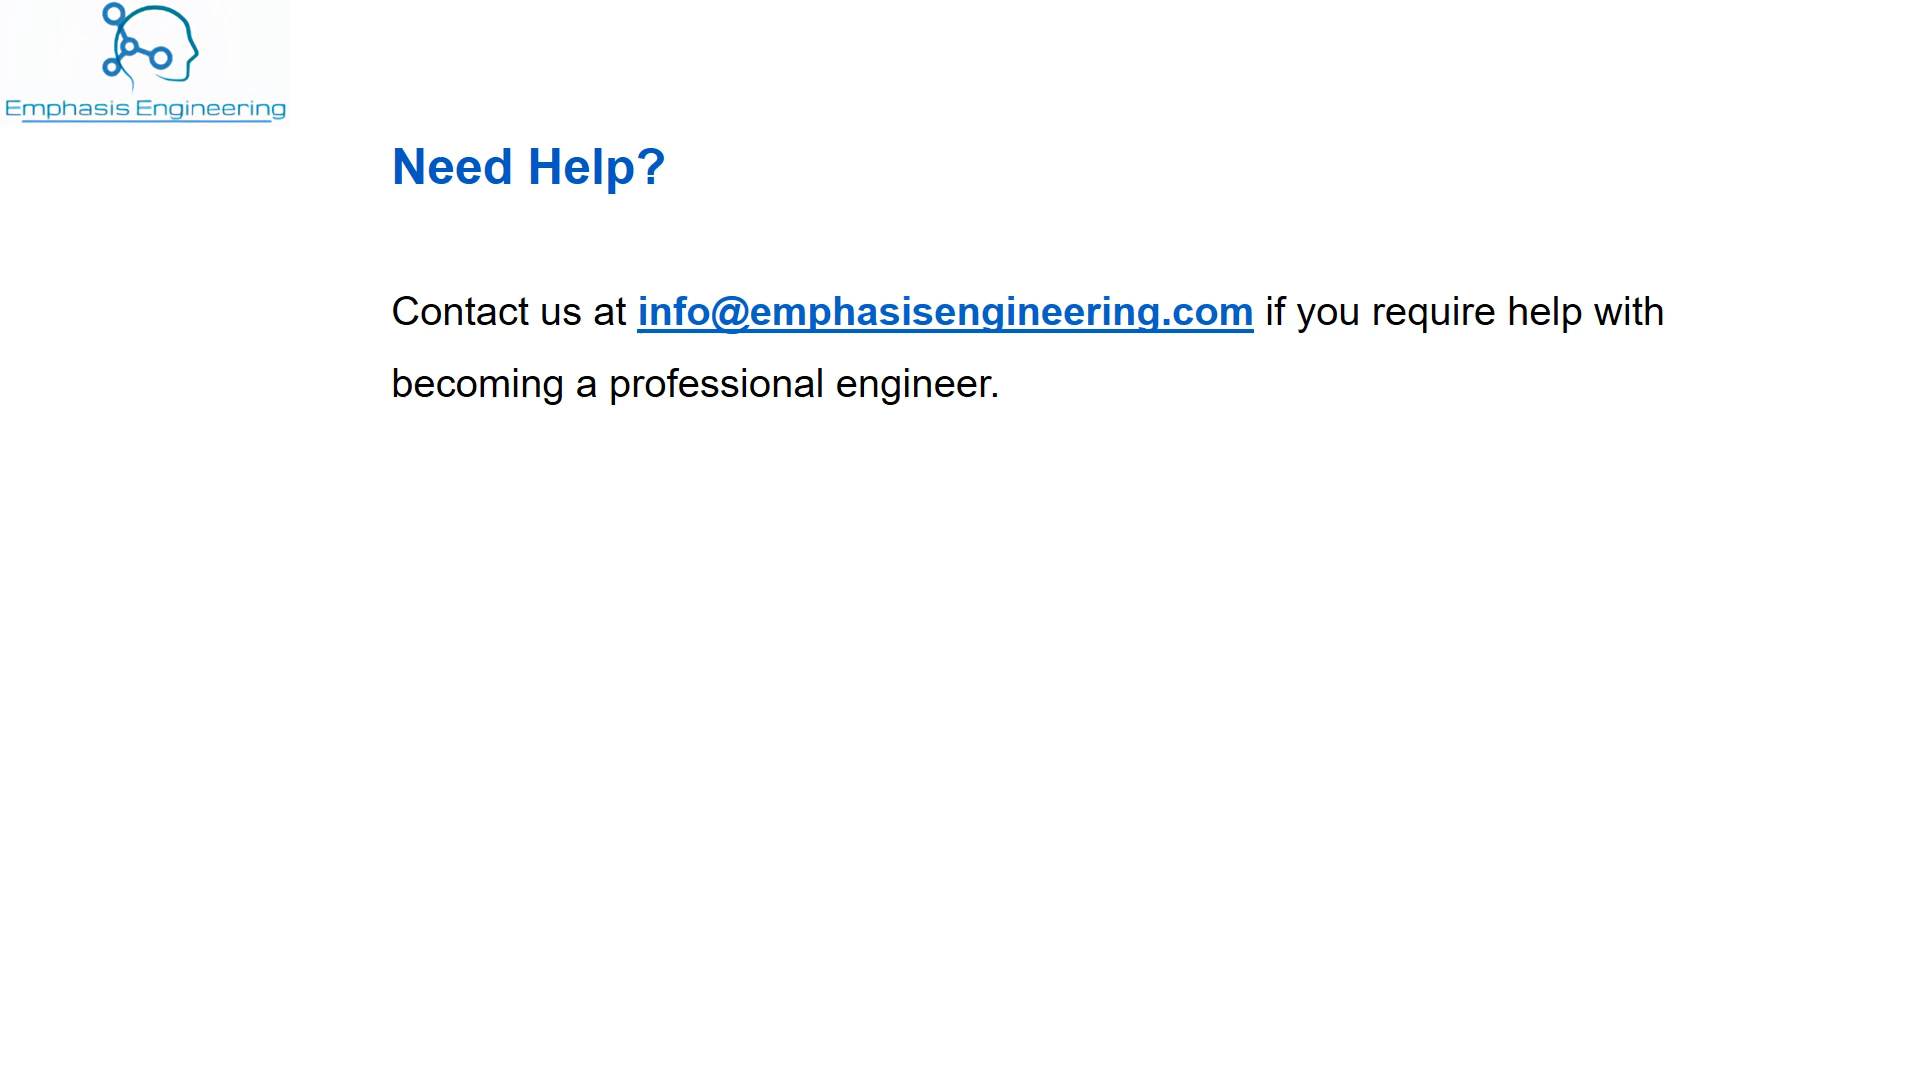 Emphasis Engineering
Need Help?
Contact us at info@emphasisengineering.com if you require help with
becoming a professional engineer.